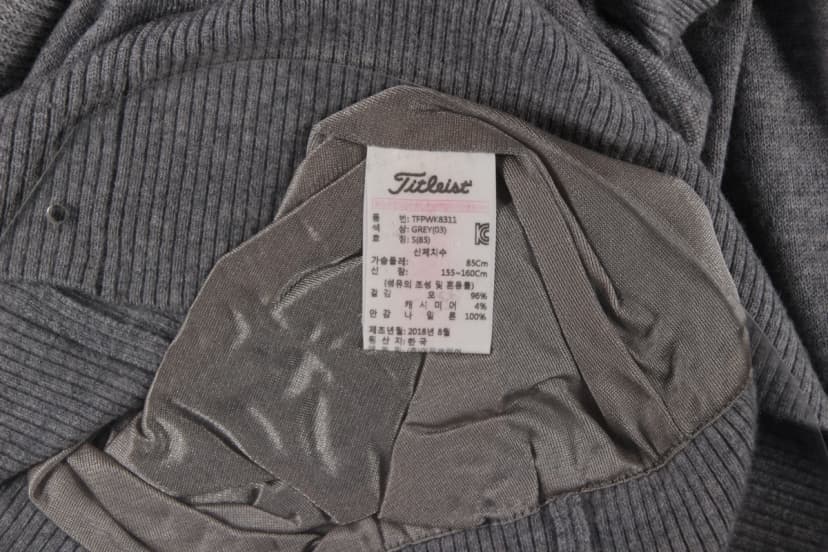 Titleist
품 번: TFPWK8311
색 상: GREY(03)
호 칭: S(85)
신체치수
가슴둘레: 85Cm
신 장: 155~160Cm
(섬유의 조성 및 혼용률)
겉 감 모 96%
캐 시 미 어 4%
안 감 나 일 론 100%
제조년월: 2018년 8월
원 산 지: 한 국